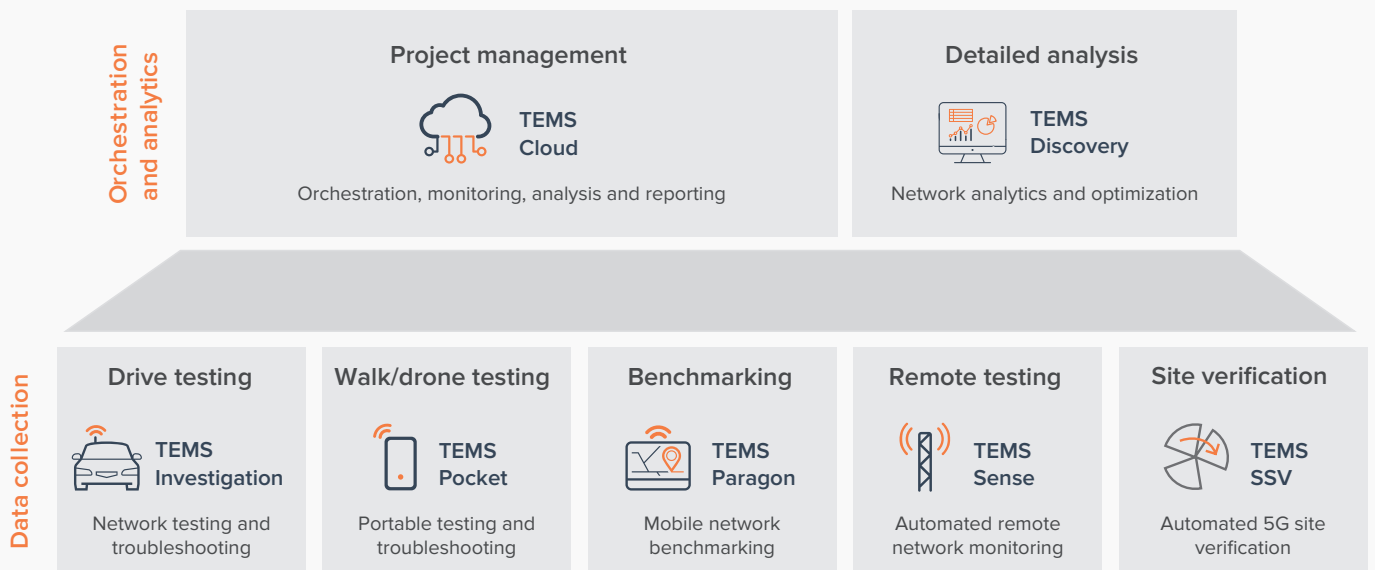 Orchestration
and analytics
Project management
TEMS
Cloud
Orchestration, monitoring, analysis and reporting
Detailed analysis
TEMS
Discovery
Network analytics and optimization
Data collection
Drive testing
TEMS
Investigation
Network testing and
troubleshooting
Walk/drone testing
TEMS
Pocket
Portable testing and
troubleshooting
Benchmarking
TEMS
Paragon
Mobile network
benchmarking
Remote testing
TEMS
Sense
Automated remote
network monitoring
Site verification
TEMS
SSV
Automated 5G site
verification